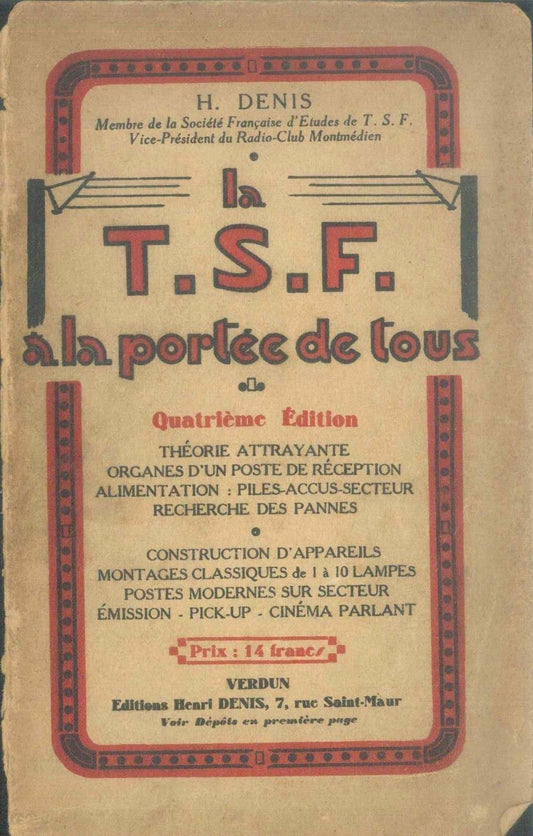 H. DENIS
Membre de la Société Française d'Etudes de T. S. F.
Vice-Président du Radio-Club Montmédien
la
T.S.F.
à la portée de tous
Quatrième Édition
THÉORIE ATTRAYANTE
ORGANES D'UN POSTE DE RÉCEPTION
ALIMENTATION : PILES-ACCUS-SECTEUR
RECHERCHE DES PANNES
CONSTRUCTION D'APPAREILS
MONTAGES CLASSIQUES de 1 à 10 LAMPES
POSTES MODERNES SUR SECTEUR
ÉMISSION - PICK-UP - CINÉMA PARLANT
Prix : 14 francs
VERDUN
Editions Henri DENIS, 7, rue Saint-Maur
Voir Dépôts en première page